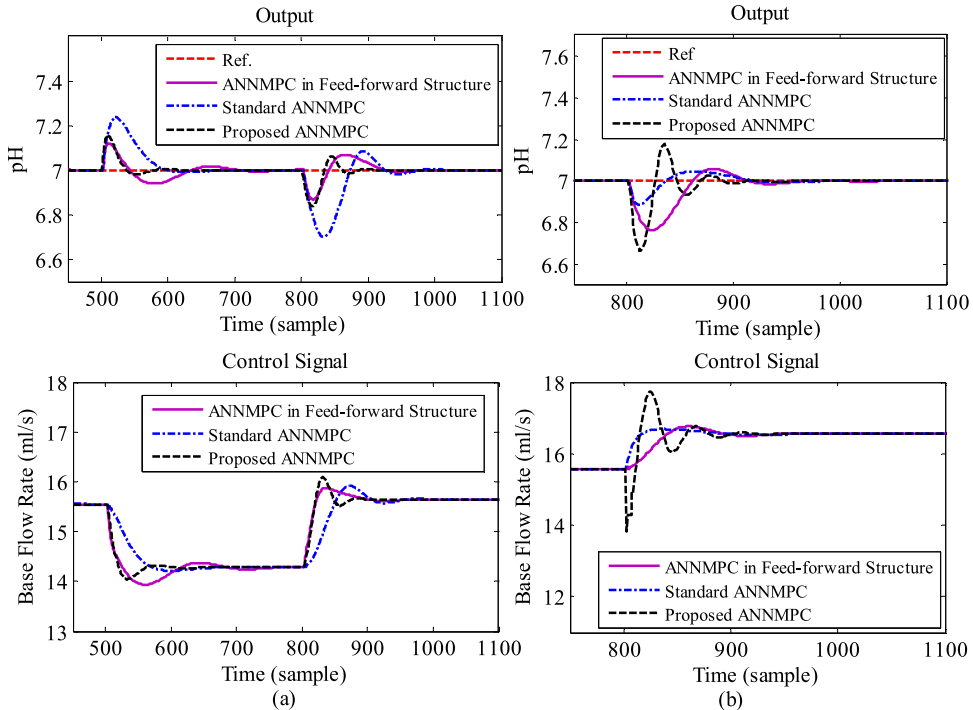 Output
7.4
7.2
7
6.8
6.6
pH
Ref.
ANNMPC in Feed-forward Structure
Standard ANNMPC
Proposed ANNMPC
500 600 700 800 900 1000 1100
Time (sample)
Output
7.6
7.4
7.2
7
6.8
6.6
pH
Ref
ANNMPC in Feed-forward Structure
Standard ANNMPC
Proposed ANNMPC
800 900 1000 1100
Time (sample)
Control Signal
18
17
16
15
14
13
Base Flow Rate (ml/s)
ANNMPC in Feed-forward Structure
Standard ANNMPC
Proposed ANNMPC
500 600 700 800 900 1000 1100
Time (sample)
(a)
Control Signal
18
16
14
12
11
Base Flow Rate (ml/s)
ANNMPC in Feed-forward Structure
Standard ANNMPC
Proposed ANNMPC
800 900 1000 1100
Time (sample)
(b)